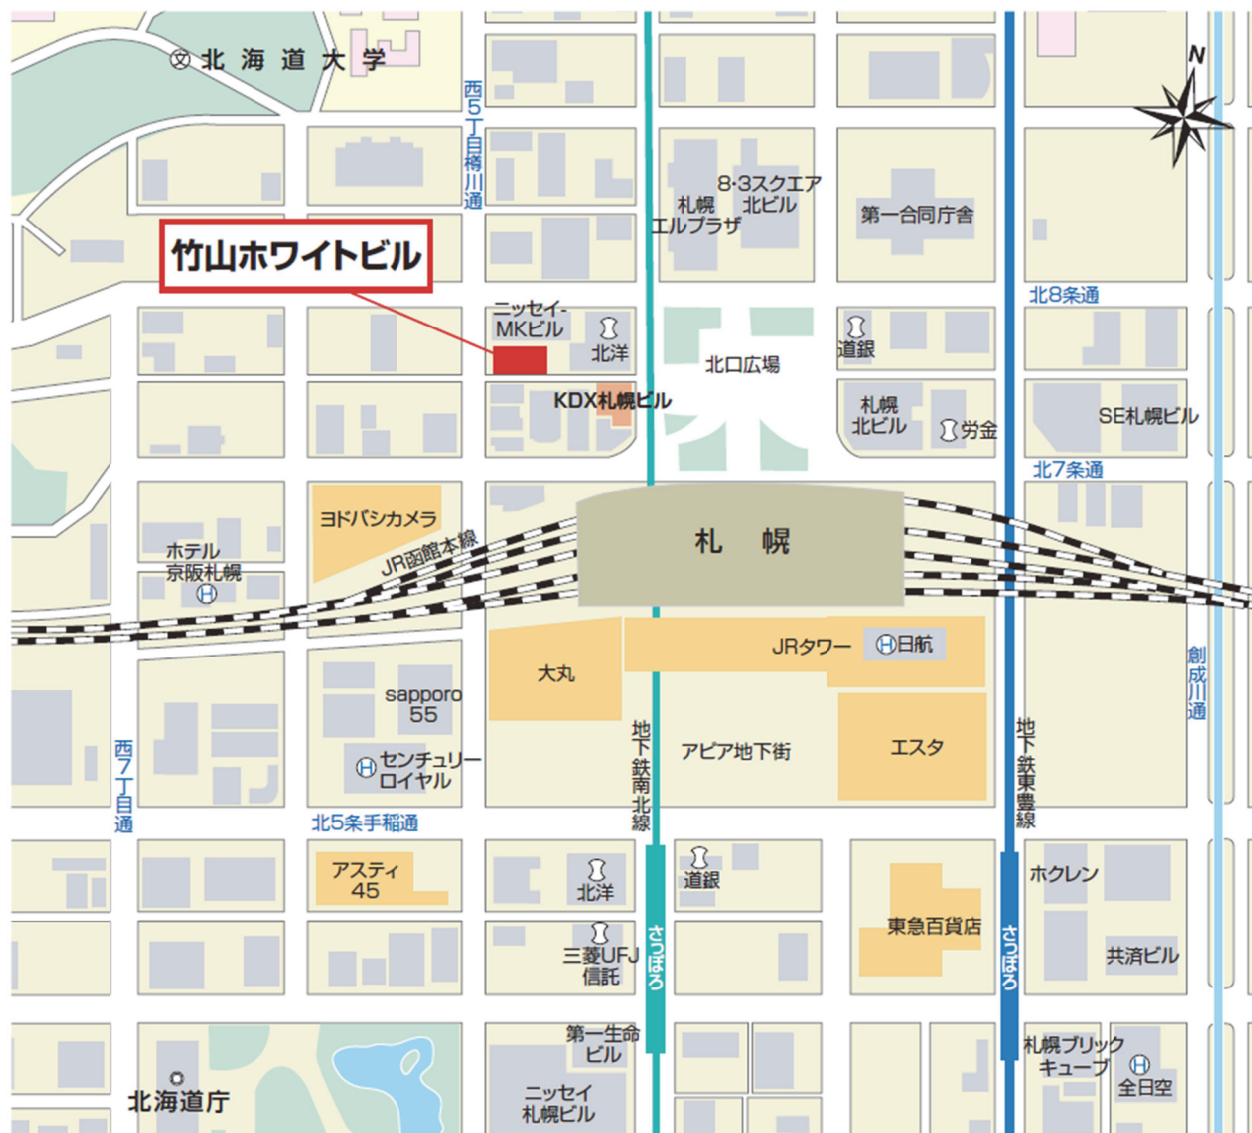 北海道大学
N
西5丁目樽川通
8・3スクエア
北ビル
札幌
エルプラザ
第一合同庁舎
竹山ホワイトビル
北8条通
ニッセイ-
MKビル
北洋
道銀
北口広場
KDX札幌ビル
札幌
北ビル
労金
SE札幌ビル
北7条通
ヨドバシカメラ
JR函館本線
札幌
ホテル
京阪札幌
H
JRタワー
H日航
大丸
創成川通
sapporo
55
地下鉄南北線
アピア地下街
エスタ
地下鉄東豊線
西7丁目通
Hセンチュリー
ロイヤル
北5条手稲通
アスティ
45
北洋
道銀
ホクレン
東急百貨店
さっぽろ
さっぽろ
三菱UFJ
信託
共済ビル
第一生命
ビル
札幌ブリック
キューブ
H
全日空
北海道庁
ニッセイ
札幌ビル